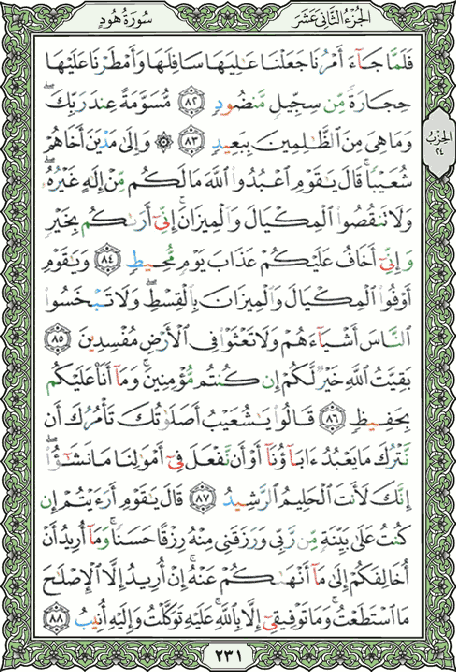 الجُزْءُ الثَّانِي عَشَرَ
سُورَةُ هُودٍ
فَلَمَّا جَآءَ أَمْرُنَا جَعَلْنَا عَٰلِيَهَا سَافِلَهَا وَأَمْطَرْنَا عَلَيْهَا
حِجَارَةً مِّن سِجِّيلٍ مَّنضُودٍ ٨٢ مُّسَوَّمَةً عِندَ رَبِّكَۖ
وَمَا هِىَ مِنَ ٱلظَّٰلِمِينَ بِبَعِيدٍ ٨٣ ۞ وَإِلَىٰ مَدْيَنَ أَخَاهُمْ
شُعَيْبًاۚ قَالَ يَٰقَوْمِ ٱعْبُدُوا۟ ٱللَّهَ مَا لَكُم مِّنْ إِلَٰهٍ غَيْرُهُۥۖ
وَلَا تَنقُصُوا۟ ٱلْمِكْيَالَ وَٱلْمِيزَانَۚ إِنِّىٓ أَرَىٰكُم بِخَيْرٍ
وَإِنِّىٓ أَخَافُ عَلَيْكُمْ عَذَابَ يَوْمٍ مُّحِيطٍ ٨٤ وَيَٰقَوْمِ
أَوْفُوا۟ ٱلْمِكْيَالَ وَٱلْمِيزَانَ بِٱلْقِسْطِۖ وَلَا تَبْخَسُوا۟
ٱلنَّاسَ أَشْيَآءَهُمْ وَلَا تَعْثَوْا۟ فِى ٱلْأَرْضِ مُفْسِدِينَ ٨٥
بَقِيَّتُ ٱللَّهِ خَيْرٌ لَّكُمْ إِن كُنتُم مُّؤْمِنِينَۚ وَمَآ أَنَا۠ عَلَيْكُم
بِحَفِيظٍ ٨٦ قَالُوا۟ يَٰشُعَيْبُ أَصَلَوٰتُكَ تَأْمُرُكَ أَن
نَّتْرُكَ مَا يَعْبُدُ ءَابَآؤُنَآ أَوْ أَن نَّفْعَلَ فِىٓ أَمْوَٰلِنَا مَا نَشَٰٓؤُا۟ۖ
إِنَّكَ لَأَنتَ ٱلْحَلِيمُ ٱلرَّشِيدُ ٨٧ قَالَ يَٰقَوْمِ أَرَءَيْتُمْ إِن
كُنتُ عَلَىٰ بَيِّنَةٍ مِّن رَّبِّى وَرَزَقَنِى مِنْهُ رِزْقًا حَسَنًاۚ وَمَآ أُرِيدُ أَنْ
أُخَالِفَكُمْ إِلَىٰ مَآ أَنْهَىٰكُمْ عَنْهُۚ إِنْ أُرِيدُ إِلَّا ٱلْإِصْلَٰحَ
مَا ٱسْتَطَعْتُۚ وَمَا تَوْفِيقِىٓ إِلَّا بِٱللَّهِۚ عَلَيْهِ تَوَكَّلْتُ وَإِلَيْهِ أُنِيبُ ٨٨
الحِزْبُ
٢٤
٢٣١